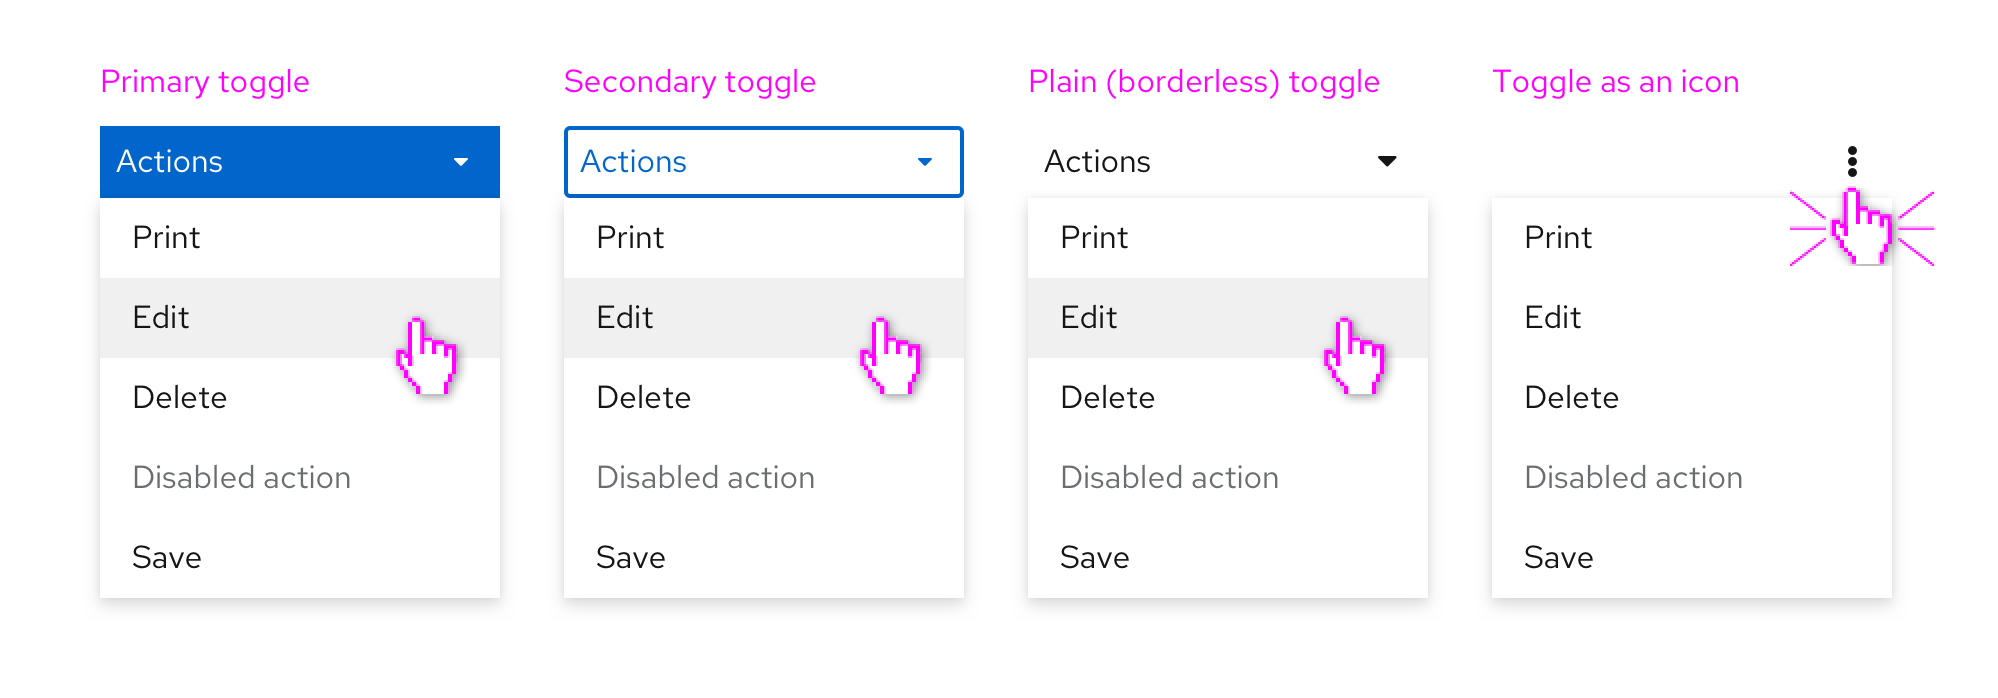 Primary toggle
Actions
Print
Edit
Delete
Disabled action
Save
Secondary toggle
Actions
Print
Edit
Delete
Disabled action
Save
Plain (borderless) toggle
Actions
Print
Edit
Delete
Disabled action
Save
Toggle as an icon
Print
Edit
Delete
Disabled action
Save